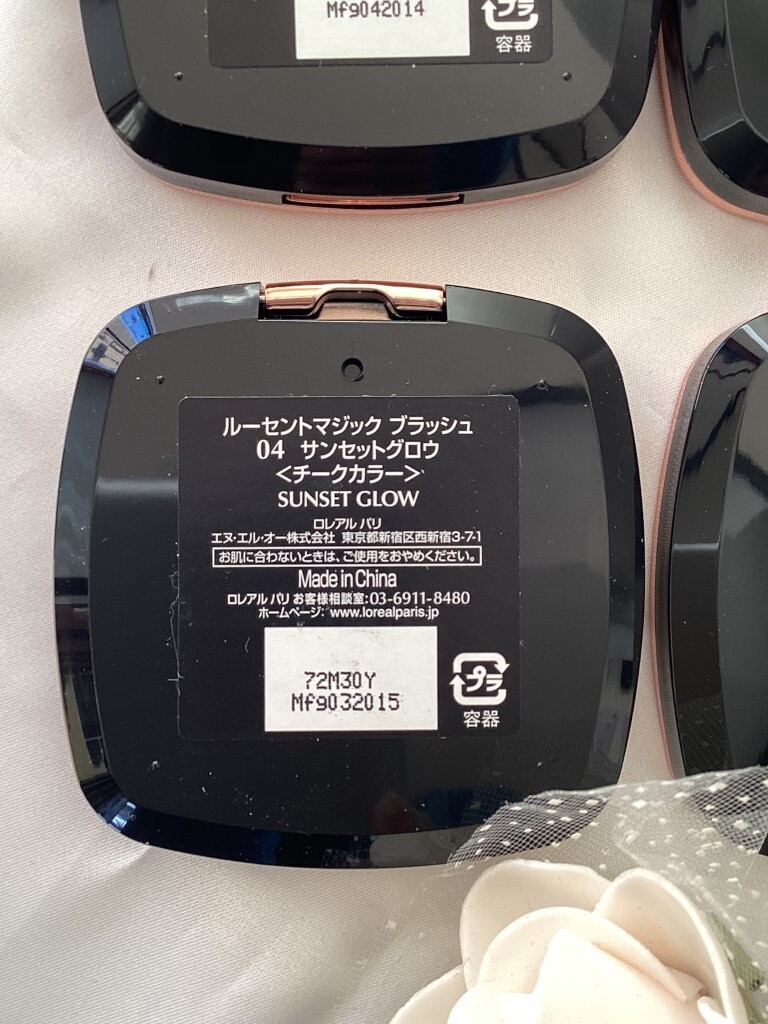 Mfg042014
プラ
容器
ルーセントマジック ブラッシュ
04 サンセットグロウ
<チークカラー>
SUNSET GLOW
ロレアル パリ
エヌ・エル・オー株式会社 東京都新宿区西新宿3-7-1
お肌に合わないときは、ご使用をおやめください。
Made in China
ロレアル パリ お客様相談室:03-6911-8480
ホームページ: www.lorealparis.jp
72M30Y
Mfg032015
プラ
容器